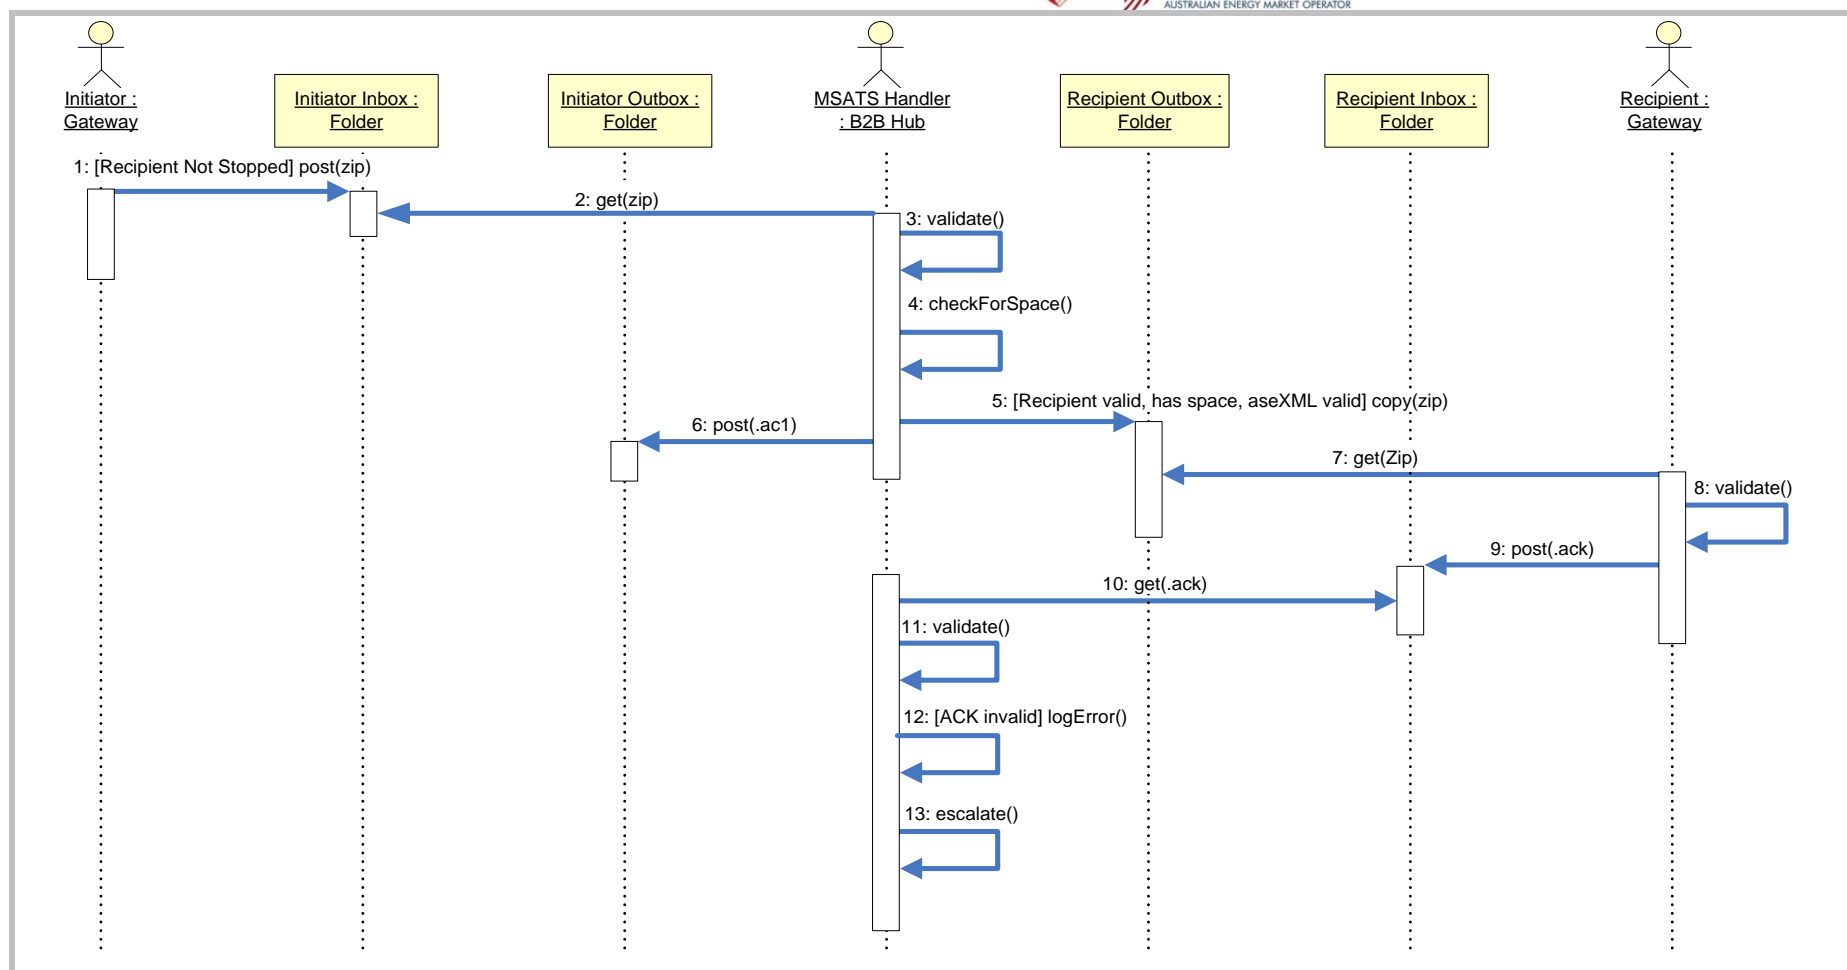 AUSTRALIAN ENERGY MARKET OPERATOR
Initiator :
Gateway
Initiator Inbox :
Folder
Initiator Outbox :
Folder
MSATS Handler
: B2B Hub
Recipient Outbox :
Folder
Recipient Inbox :
Folder
Recipient :
Gateway
1: [Recipient Not Stopped] post(zip)
2: get(zip)
3: validate()
4: checkForSpace()
5: [Recipient valid, has space, aseXML valid] copy(zip)
6: post(.ac1)
7: get(Zip)
8: validate()
9: post(.ack)
10: get(.ack)
11: validate()
12: [ACK invalid] logError()
13: escalate()